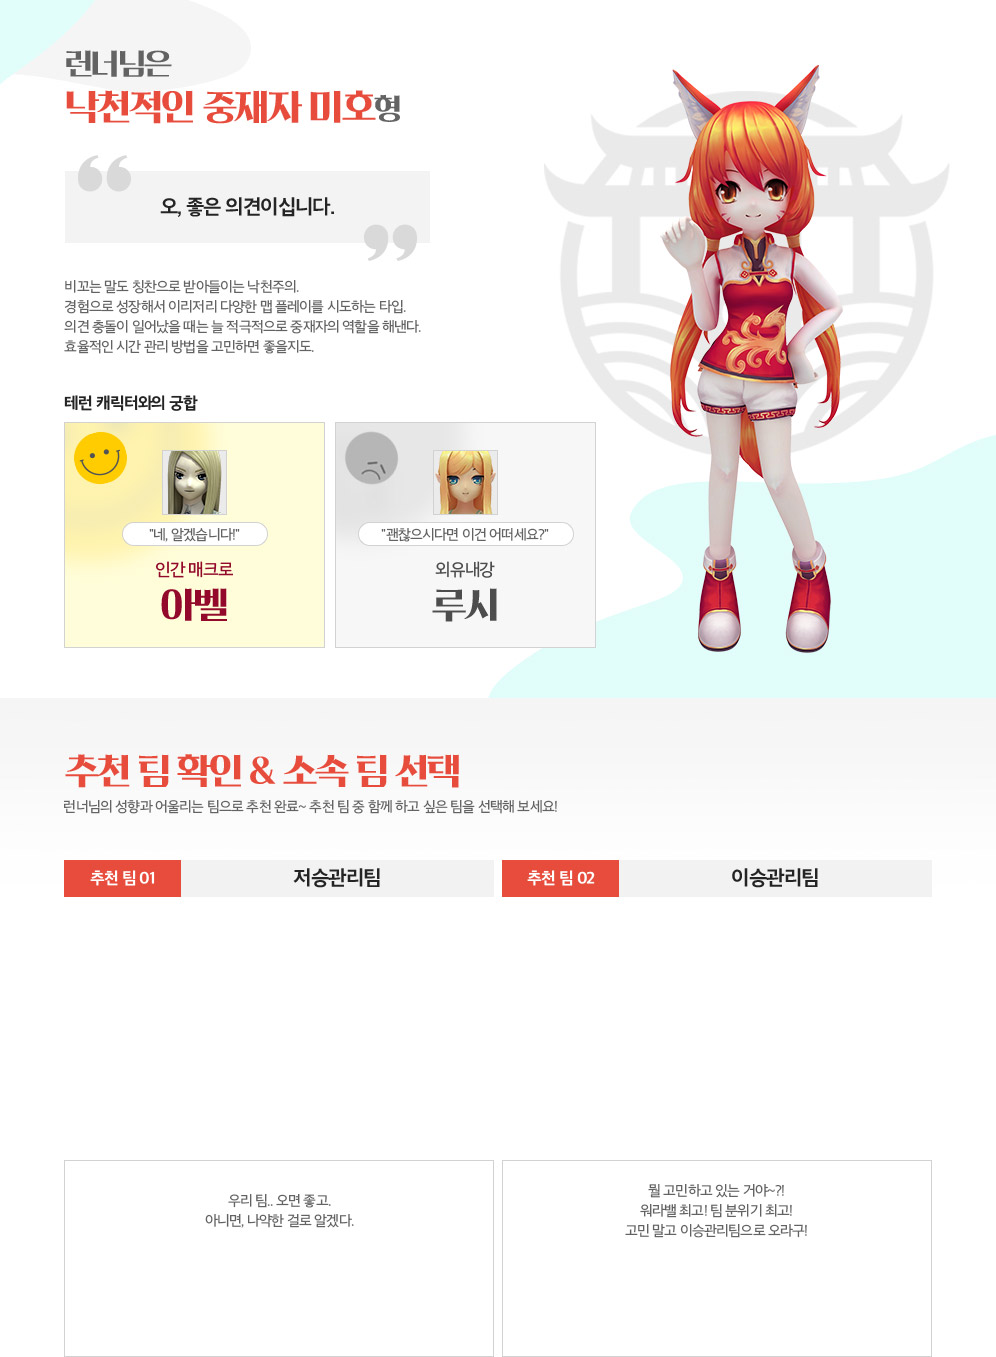 런너님은
낙천적인 중재자 미호형
오, 좋은 의견이십니다.
비꼬는 말도 칭찬으로 받아들이는 낙천주의.
경험으로 성장해서 이리저리 다양한 맵 플레이를 시도하는 타입.
의견 충돌이 일어났을 때는 늘 적극적으로 중재자의 역할을 해낸다.
효율적인 시간 관리 방법을 고민하면 좋을지도.
테런 캐릭터와의 궁합
"네, 알겠습니다!"
인간 매크로
아벨
"괜찮으시다면 이건 어떠세요?"
외유내강
루시
추천 팀 확인 & 소속 팀 선택
런너님의 성향과 어울리는 팀으로 추천 완료~ 추천 팀 중 함께 하고 싶은 팀을 선택해 보세요!
추천 팀 01 저승관리팀
추천 팀 02 이승관리팀
우리 팀.. 오면 좋고.
아니면, 나약한 걸로 알겠다.
뭘 고민하고 있는 거야~?!
워라밸 최고! 팀 분위기 최고!
고민 말고 이승관리팀으로 오라구!